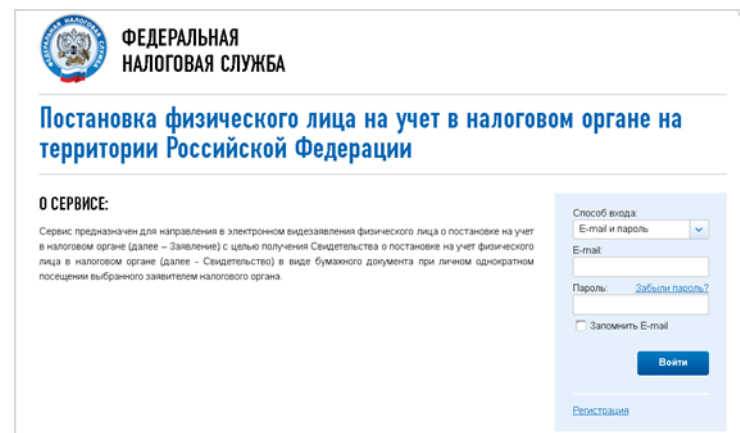 ФЕДЕРАЛЬНАЯ
НАЛОГОВАЯ СЛУЖБА
Постановка физического лица на учет в налоговом органе на
территории Российской Федерации
О СЕРВИСЕ:
Сервис предназначен для направления в электронном видезаявления физического лица о постановке на учет
в налоговом органе (далее – Заявление) с целью получения Свидетельства о постановке на учет физического
лица в налоговом органе (далее - Свидетельство) в виде бумажного документа при личном однократном
посещении выбранного заявителем налогового органа.
Способ входа:
E-mail и пароль
E-mail:
Пароль: Забыли пароль?
Запомнить E-mail
Войти
Регистрация